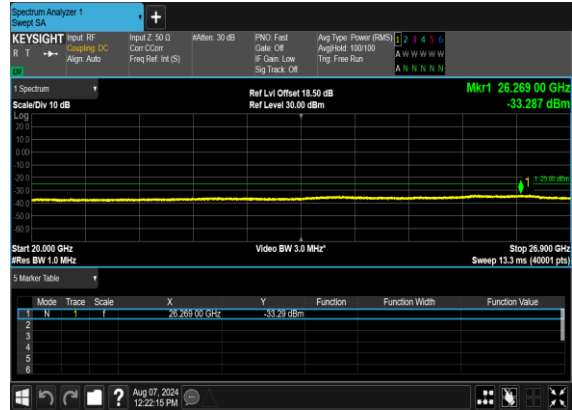 Spectrum Analyzer 1
Swept SA
+
KEYSIGHT Input: RF Input Z: 50 Ω #Atten: 30 dB PNO: Fast Avg Type: Power (RMS) 1 2 3 4 5 6
R T Coupling: DC Corr CCorr Gate: Off Avg|Hold: 100/100 A W W W W W
Align: Auto Freq Ref: Int (S) IF Gain: Low Trig: Free Run
Sig Track: Off A N N N N N
1 Spectrum Ref Lvl Offset 18.50 dB Mkr1 26.269 00 GHz
Scale/Div 10 dB Ref Level 30.00 dBm -33.287 dBm
Log
20.0
10.0
0.00
-10.0
-20.0
-30.0
-40.0
-50.0
-60.0
1
-25.00 dBm
Start 20.000 GHz Video BW 3.0 MHz* Stop 26.900 GHz
#Res BW 1.0 MHz Sweep 13.3 ms (40001 pts)
5 Marker Table
Mode Trace Scale X Y Function Function Width Function Value
1 N 1 f 26.269 00 GHz -33.29 dBm
2
3
4
5
6
? Aug 07, 2024
12:22:15 PM